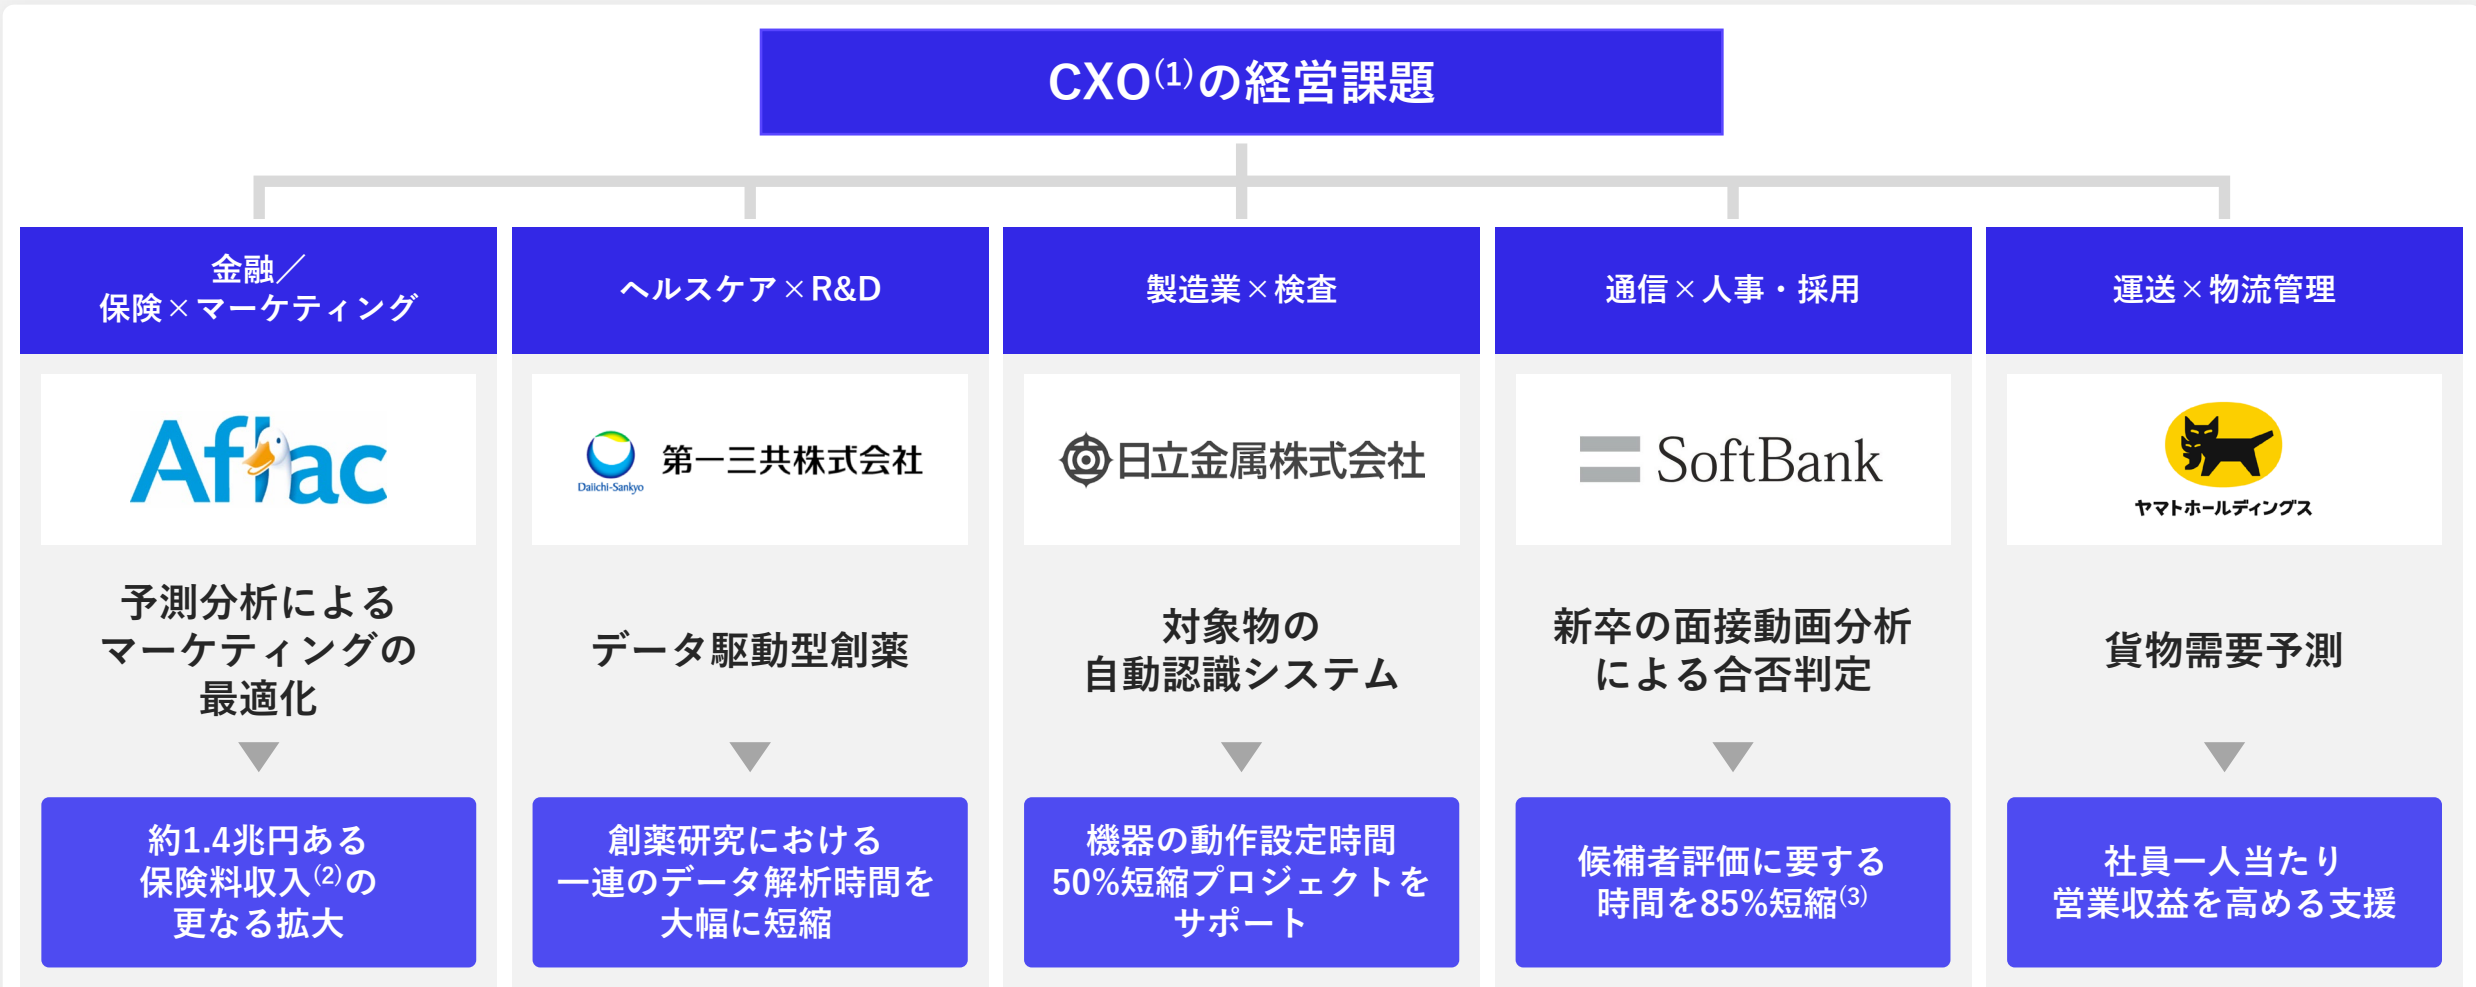 CXO(1)の経営課題
金融／
保険×マーケティング
ヘルスケア×R&D
製造業×検査
通信×人事・採用
運送×物流管理
Aflac
Daiichi-Sankyo
第一三共株式会社
日立金属株式会社
SoftBank
ヤマトホールディングス
予測分析による
マーケティングの
最適化
データ駆動型創薬
対象物の
自動認識システム
新卒の面接動画分析
による合否判定
貨物需要予測
約1.4兆円ある
保険料収入(2)の
更なる拡大
創薬研究における
一連のデータ解析時間を
大幅に短縮
機器の動作設定時間
50%短縮プロジェクトを
サポート
候補者評価に要する
時間を85%短縮(3)
社員一人当たり
営業収益を高める支援